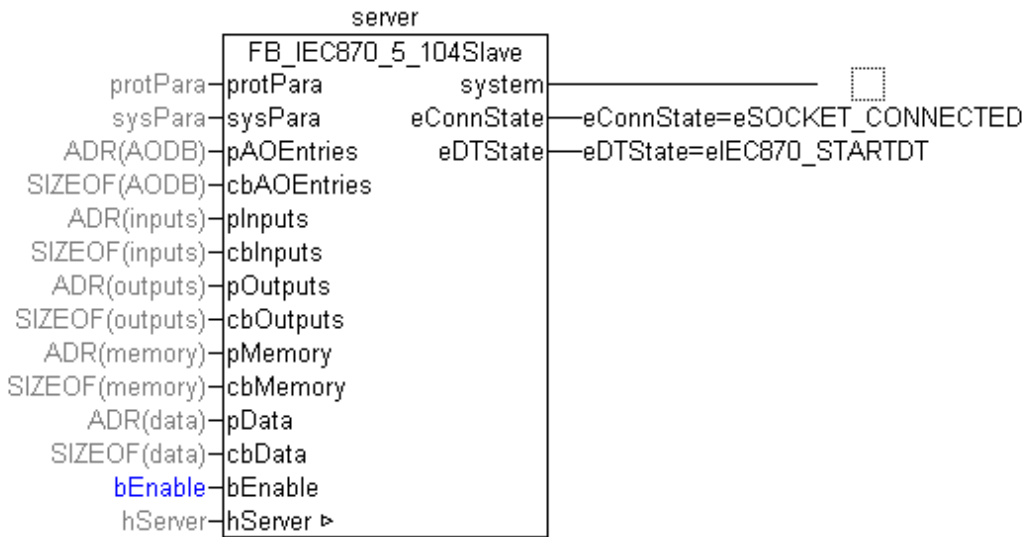 server
FB_IEC870_5_104Slave
protPara protPara system
sysPara sysPara eConnState eConnState=eSOCKET_CONNECTED
ADR(AODB) pAOEntries eDTState eDTState=eIEC870_STARTDT
SIZEOF(AODB) cbAOEntries
ADR(inputs) pInputs
SIZEOF(inputs) cbInputs
ADR(outputs) pOutputs
SIZEOF(outputs) cbOutputs
ADR(memory) pMemory
SIZEOF(memory) cbMemory
ADR(data) pData
SIZEOF(data) cbData
bEnable bEnable
hServer hServer ▷